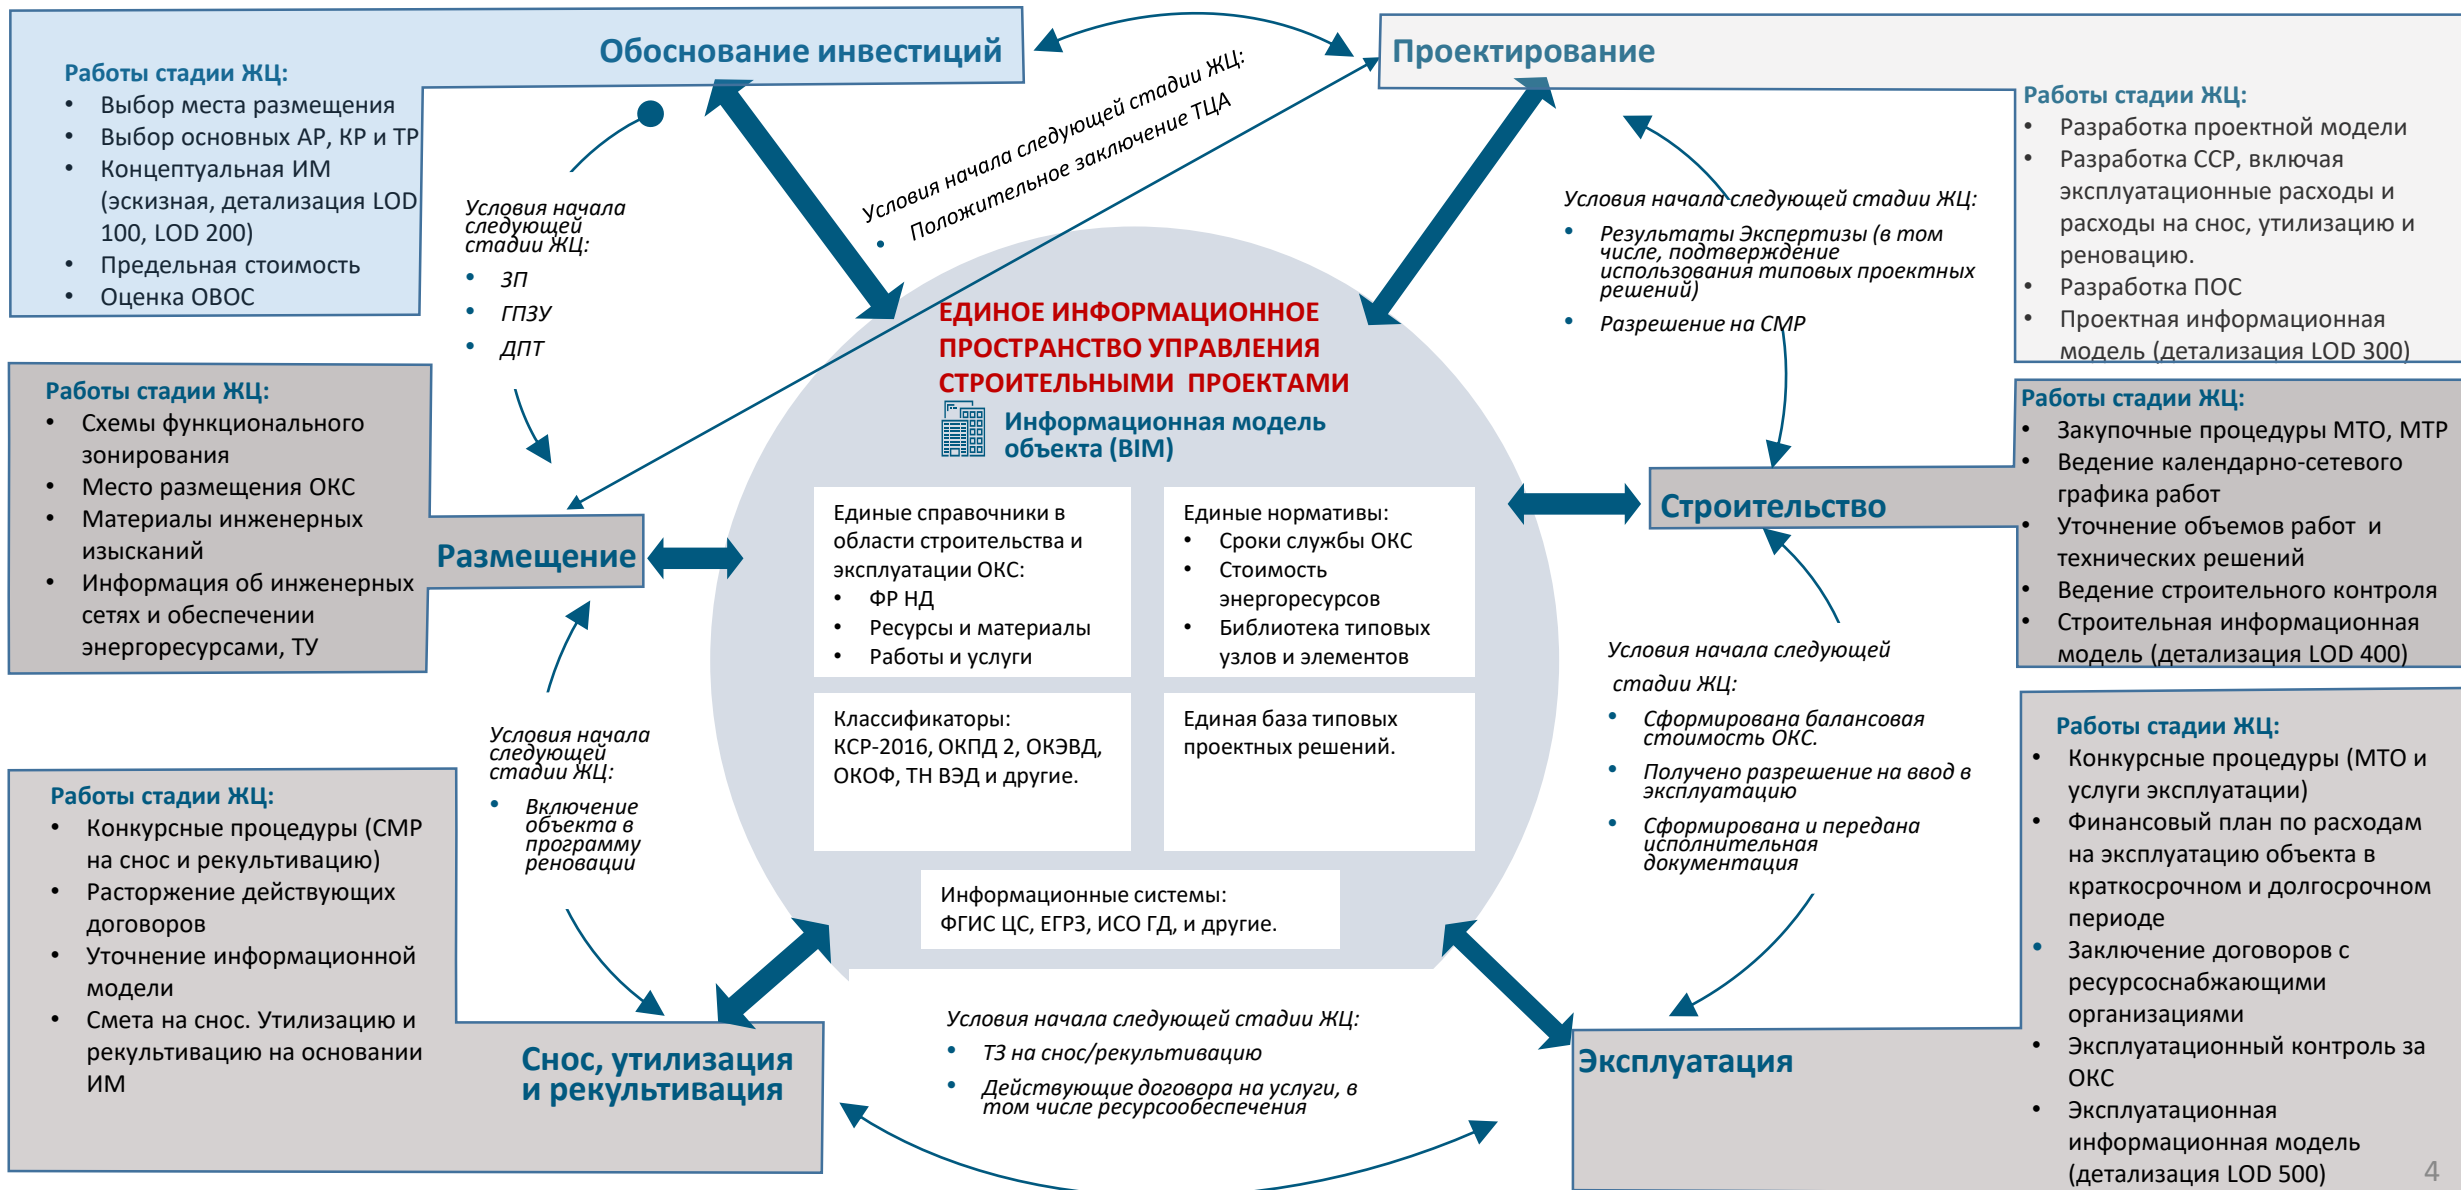 Обоснование инвестиций
Работы стадии ЖЦ:
• Выбор места размещения
• Выбор основных АР, КР и ТР
• Концептуальная ИМ
(эскизная, детализация LOD
100, LOD 200)
• Предельная стоимость
• Оценка ОВОС
Условия начала
следующей
стадии ЖЦ:
• ЗП
• ГПЗУ
• ДПТ
Условия начала следующей стадии ЖЦ:
• Положительное заключение ТЦА
Проектирование
Работы стадии ЖЦ:
• Разработка проектной модели
• Разработка ССР, включая
эксплуатационные расходы и
расходы на снос, утилизацию и
реновацию.
• Разработка ПОС
• Проектная информационная
модель (детализация LOD 300)
Условия начала следующей стадии ЖЦ:
• Результаты Экспертизы (в том
числе, подтверждение
использования типовых проектных
решений)
• Разрешение на СМР
Работы стадии ЖЦ:
• Схемы функционального
зонирования
• Место размещения ОКС
• Материалы инженерных
изысканий
• Информация об инженерных
сетях и обеспечении
энергоресурсами, ТУ
Размещение
ЕДИНОЕ ИНФОРМАЦИОННОЕ
ПРОСТРАНСТВО УПРАВЛЕНИЯ
СТРОИТЕЛЬНЫМИ ПРОЕКТАМИ
Информационная модель
объекта (BIM)
Единые справочники в
области строительства и
эксплуатации ОКС:
• ФР НД
• Ресурсы и материалы
• Работы и услуги
Единые нормативы:
• Сроки службы ОКС
• Стоимость
энергоресурсов
• Библиотека типовых
узлов и элементов
Классификаторы:
КСР-2016, ОКПД 2, ОКЭВД,
ОКОФ, ТН ВЭД и другие.
Единая база типовых
проектных решений.
Информационные системы:
ФГИС ЦС, ЕГРЗ, ИСО ГД, и другие.
Строительство
Работы стадии ЖЦ:
• Закупочные процедуры МТО, МТР
• Ведение календарно-сетевого
графика работ
• Уточнение объемов работ и
технических решений
• Ведение строительного контроля
• Строительная информационная
модель (детализация LOD 400)
Условия начала следующей
стадии ЖЦ:
• Сформирована балансовая
стоимость ОКС.
• Получено разрешение на ввод в
эксплуатацию
• Сформирована и передана
исполнительная
документация
Условия начала
следующей
стадии ЖЦ:
• Включение
объекта в
программу
реновации
Работы стадии ЖЦ:
• Конкурсные процедуры (СМР
на снос и рекультивацию)
• Расторжение действующих
договоров
• Уточнение информационной
модели
• Смета на снос. Утилизацию и
рекультивацию на основании
ИМ
Снос, утилизация
и рекультивация
Условия начала следующей стадии ЖЦ:
• ТЗ на снос/рекультивацию
• Действующие договора на услуги, в
том числе ресурсообеспечения
Эксплуатация
Работы стадии ЖЦ:
• Конкурсные процедуры (МТО и
услуги эксплуатации)
• Финансовый план по расходам
на эксплуатацию объекта в
краткосрочном и долгосрочном
периоде
• Заключение договоров с
ресурсоснабжающими
организациями
• Эксплуатационный контроль за
ОКС
• Эксплуатационная
информационная модель
(детализация LOD 500)
4